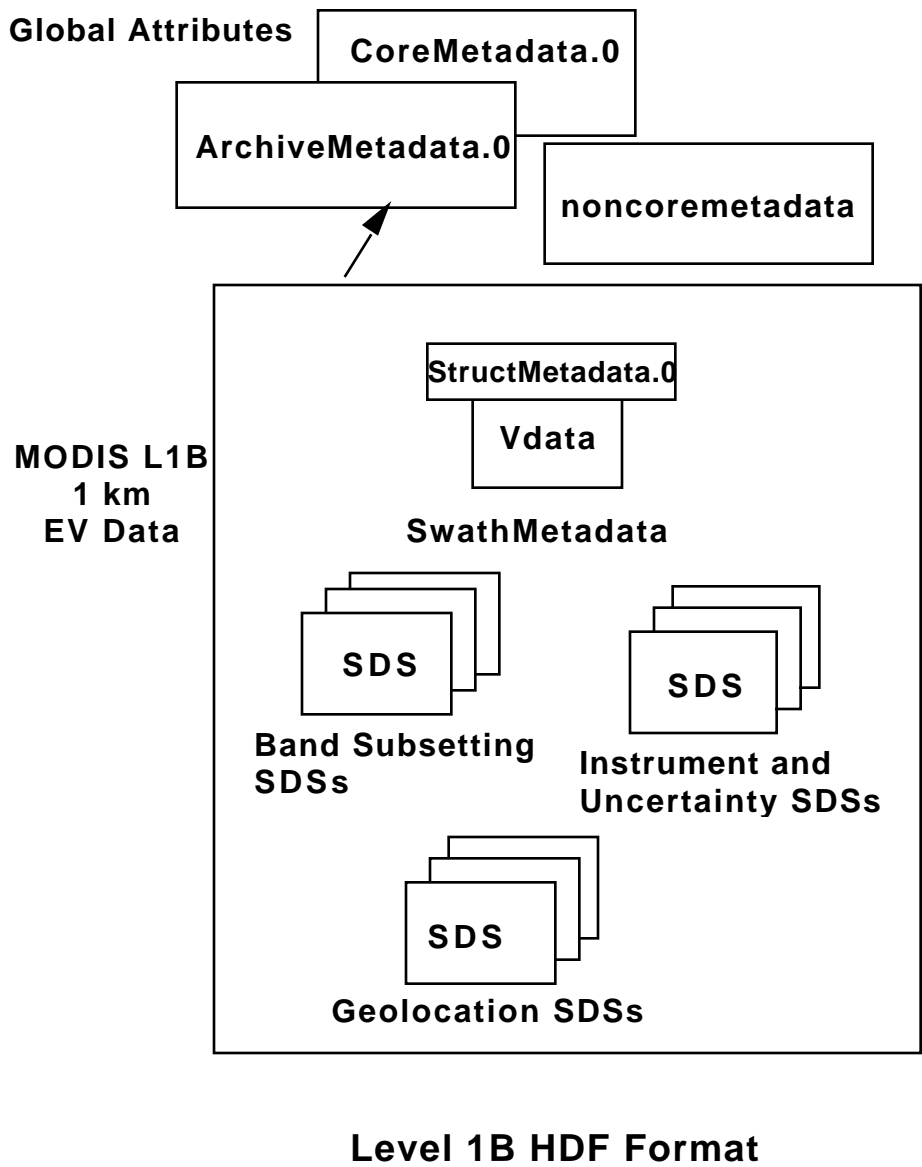 Global Attributes
CoreMetadata.0
ArchiveMetadata.0
noncoremetadata
StructMetadata.0
Vdata
MODIS L1B
1 km
EV Data
SwathMetadata
SDS
SDS
Band Subsetting
SDSs
Instrument and
Uncertainty SDSs
SDS
Geolocation SDSs
Level 1B HDF Format